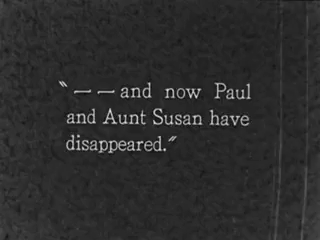 "— — and now Paul
and Aunt Susan have
disappeared."